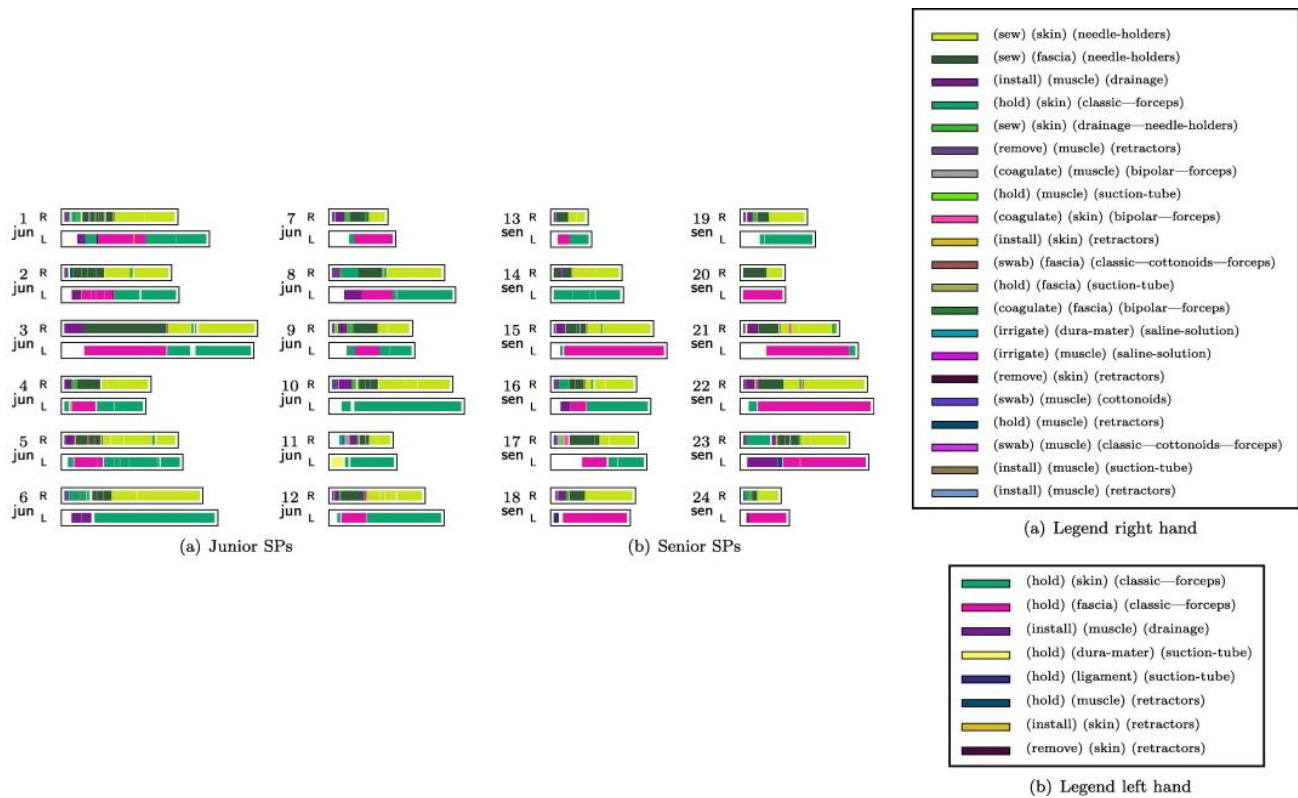 1 R
jun L
2 R
jun L
3 R
jun L
4 R
jun L
5 R
jun L
6 R
jun L
7 R
jun L
8 R
jun L
9 R
jun L
10 R
jun L
11 R
jun L
12 R
jun L
(a) Junior SPs
13 R
sen L
14 R
sen L
15 R
sen L
16 R
sen L
17 R
sen L
18 R
sen L
19 R
sen L
20 R
sen L
21 R
sen L
22 R
sen L
23 R
sen L
24 R
sen L
(b) Senior SPs
(sew) (skin) (needle-holders)
(sew) (fascia) (needle-holders)
(install) (muscle) (drainage)
(hold) (skin) (classic—forceps)
(sew) (skin) (drainage—needle-holders)
(remove) (muscle) (retractors)
(coagulate) (muscle) (bipolar—forceps)
(hold) (muscle) (suction-tube)
(coagulate) (skin) (bipolar—forceps)
(install) (skin) (retractors)
(swab) (fascia) (classic—cottonoids—forceps)
(hold) (fascia) (suction-tube)
(coagulate) (fascia) (bipolar—forceps)
(irrigate) (dura-mater) (saline-solution)
(irrigate) (muscle) (saline-solution)
(remove) (skin) (retractors)
(swab) (muscle) (cottonoids)
(hold) (muscle) (retractors)
(swab) (muscle) (classic—cottonoids—forceps)
(install) (muscle) (suction-tube)
(install) (muscle) (retractors)
(a) Legend right hand
(hold) (skin) (classic—forceps)
(hold) (fascia) (classic—forceps)
(install) (muscle) (drainage)
(hold) (dura-mater) (suction-tube)
(hold) (ligament) (suction-tube)
(hold) (muscle) (retractors)
(install) (skin) (retractors)
(remove) (skin) (retractors)
(b) Legend left hand